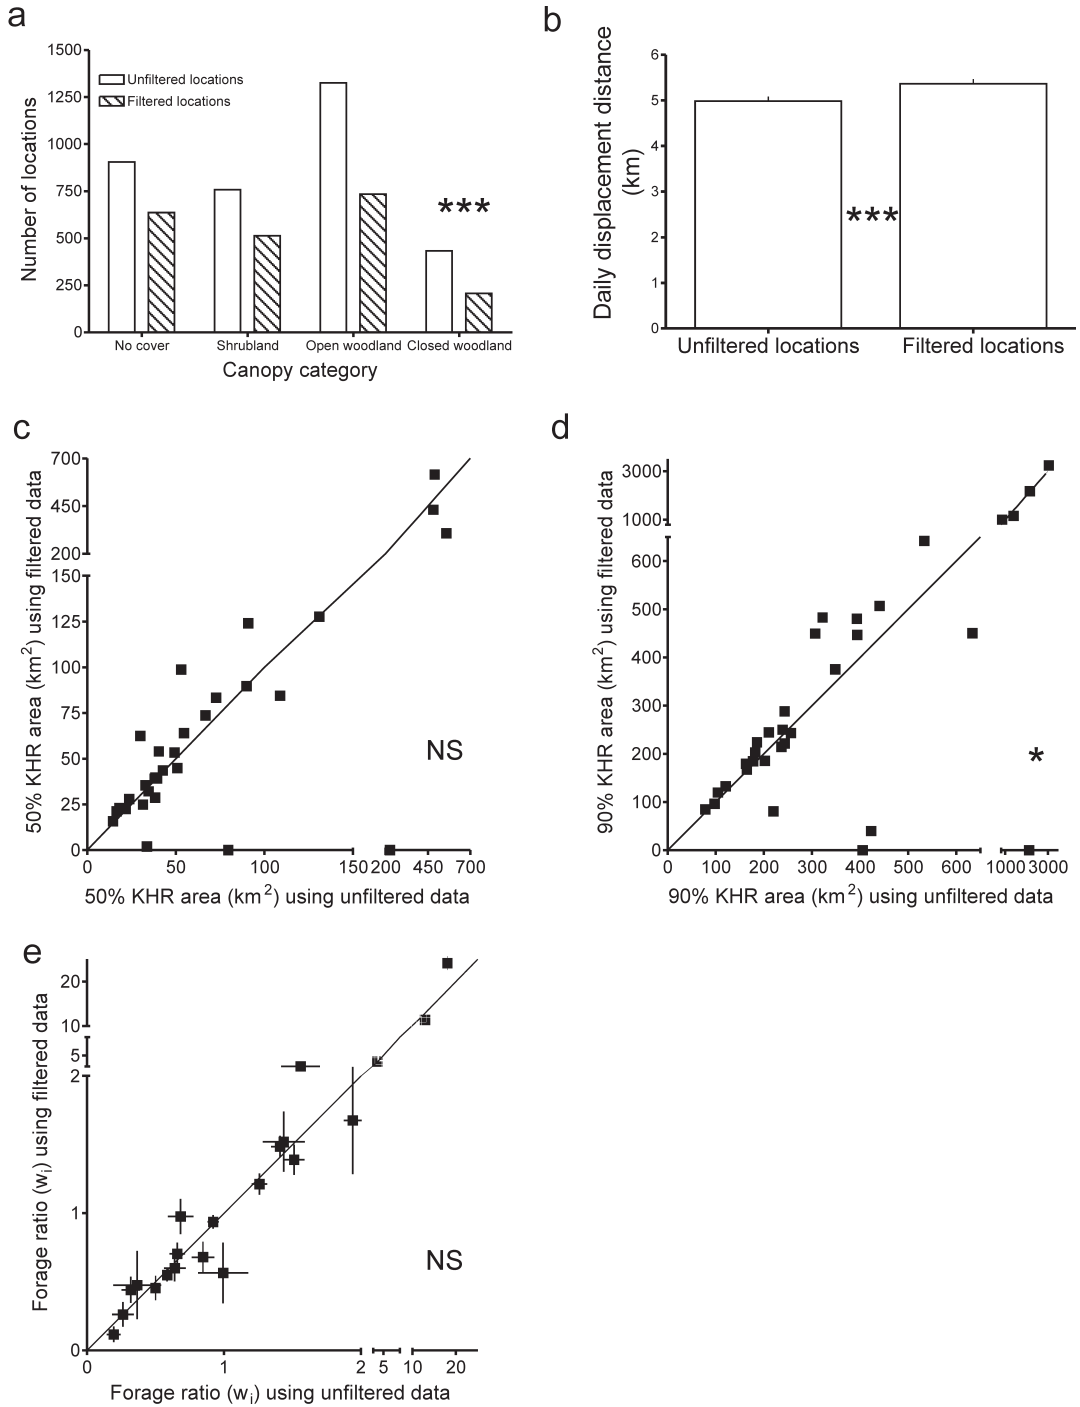 a
1500
1250
1000
750
500
250
0
Number of locations
Unfiltered locations
Filtered locations
***
No cover
Shrubland
Open woodland
Closed woodland
Canopy category
b
6
5
4
3
2
1
0
Daily displacement distance
(km)
***
Unfiltered locations
Filtered locations
c
700
450
200
150
125
100
75
50
25
0
50% KHR area (km²) using filtered data
NS
0
50
100
150
200
450
700
50% KHR area (km²) using unfiltered data
d
3000
1000
600
500
400
300
200
100
0
90% KHR area (km²) using filtered data
*
0
100
200
300
400
500
600
1000
3000
90% KHR area (km²) using unfiltered data
e
20
10
5
2
1
0
Forage ratio (wᵢ) using filtered data
NS
0
1
2
5
10
20
Forage ratio (wᵢ) using unfiltered data